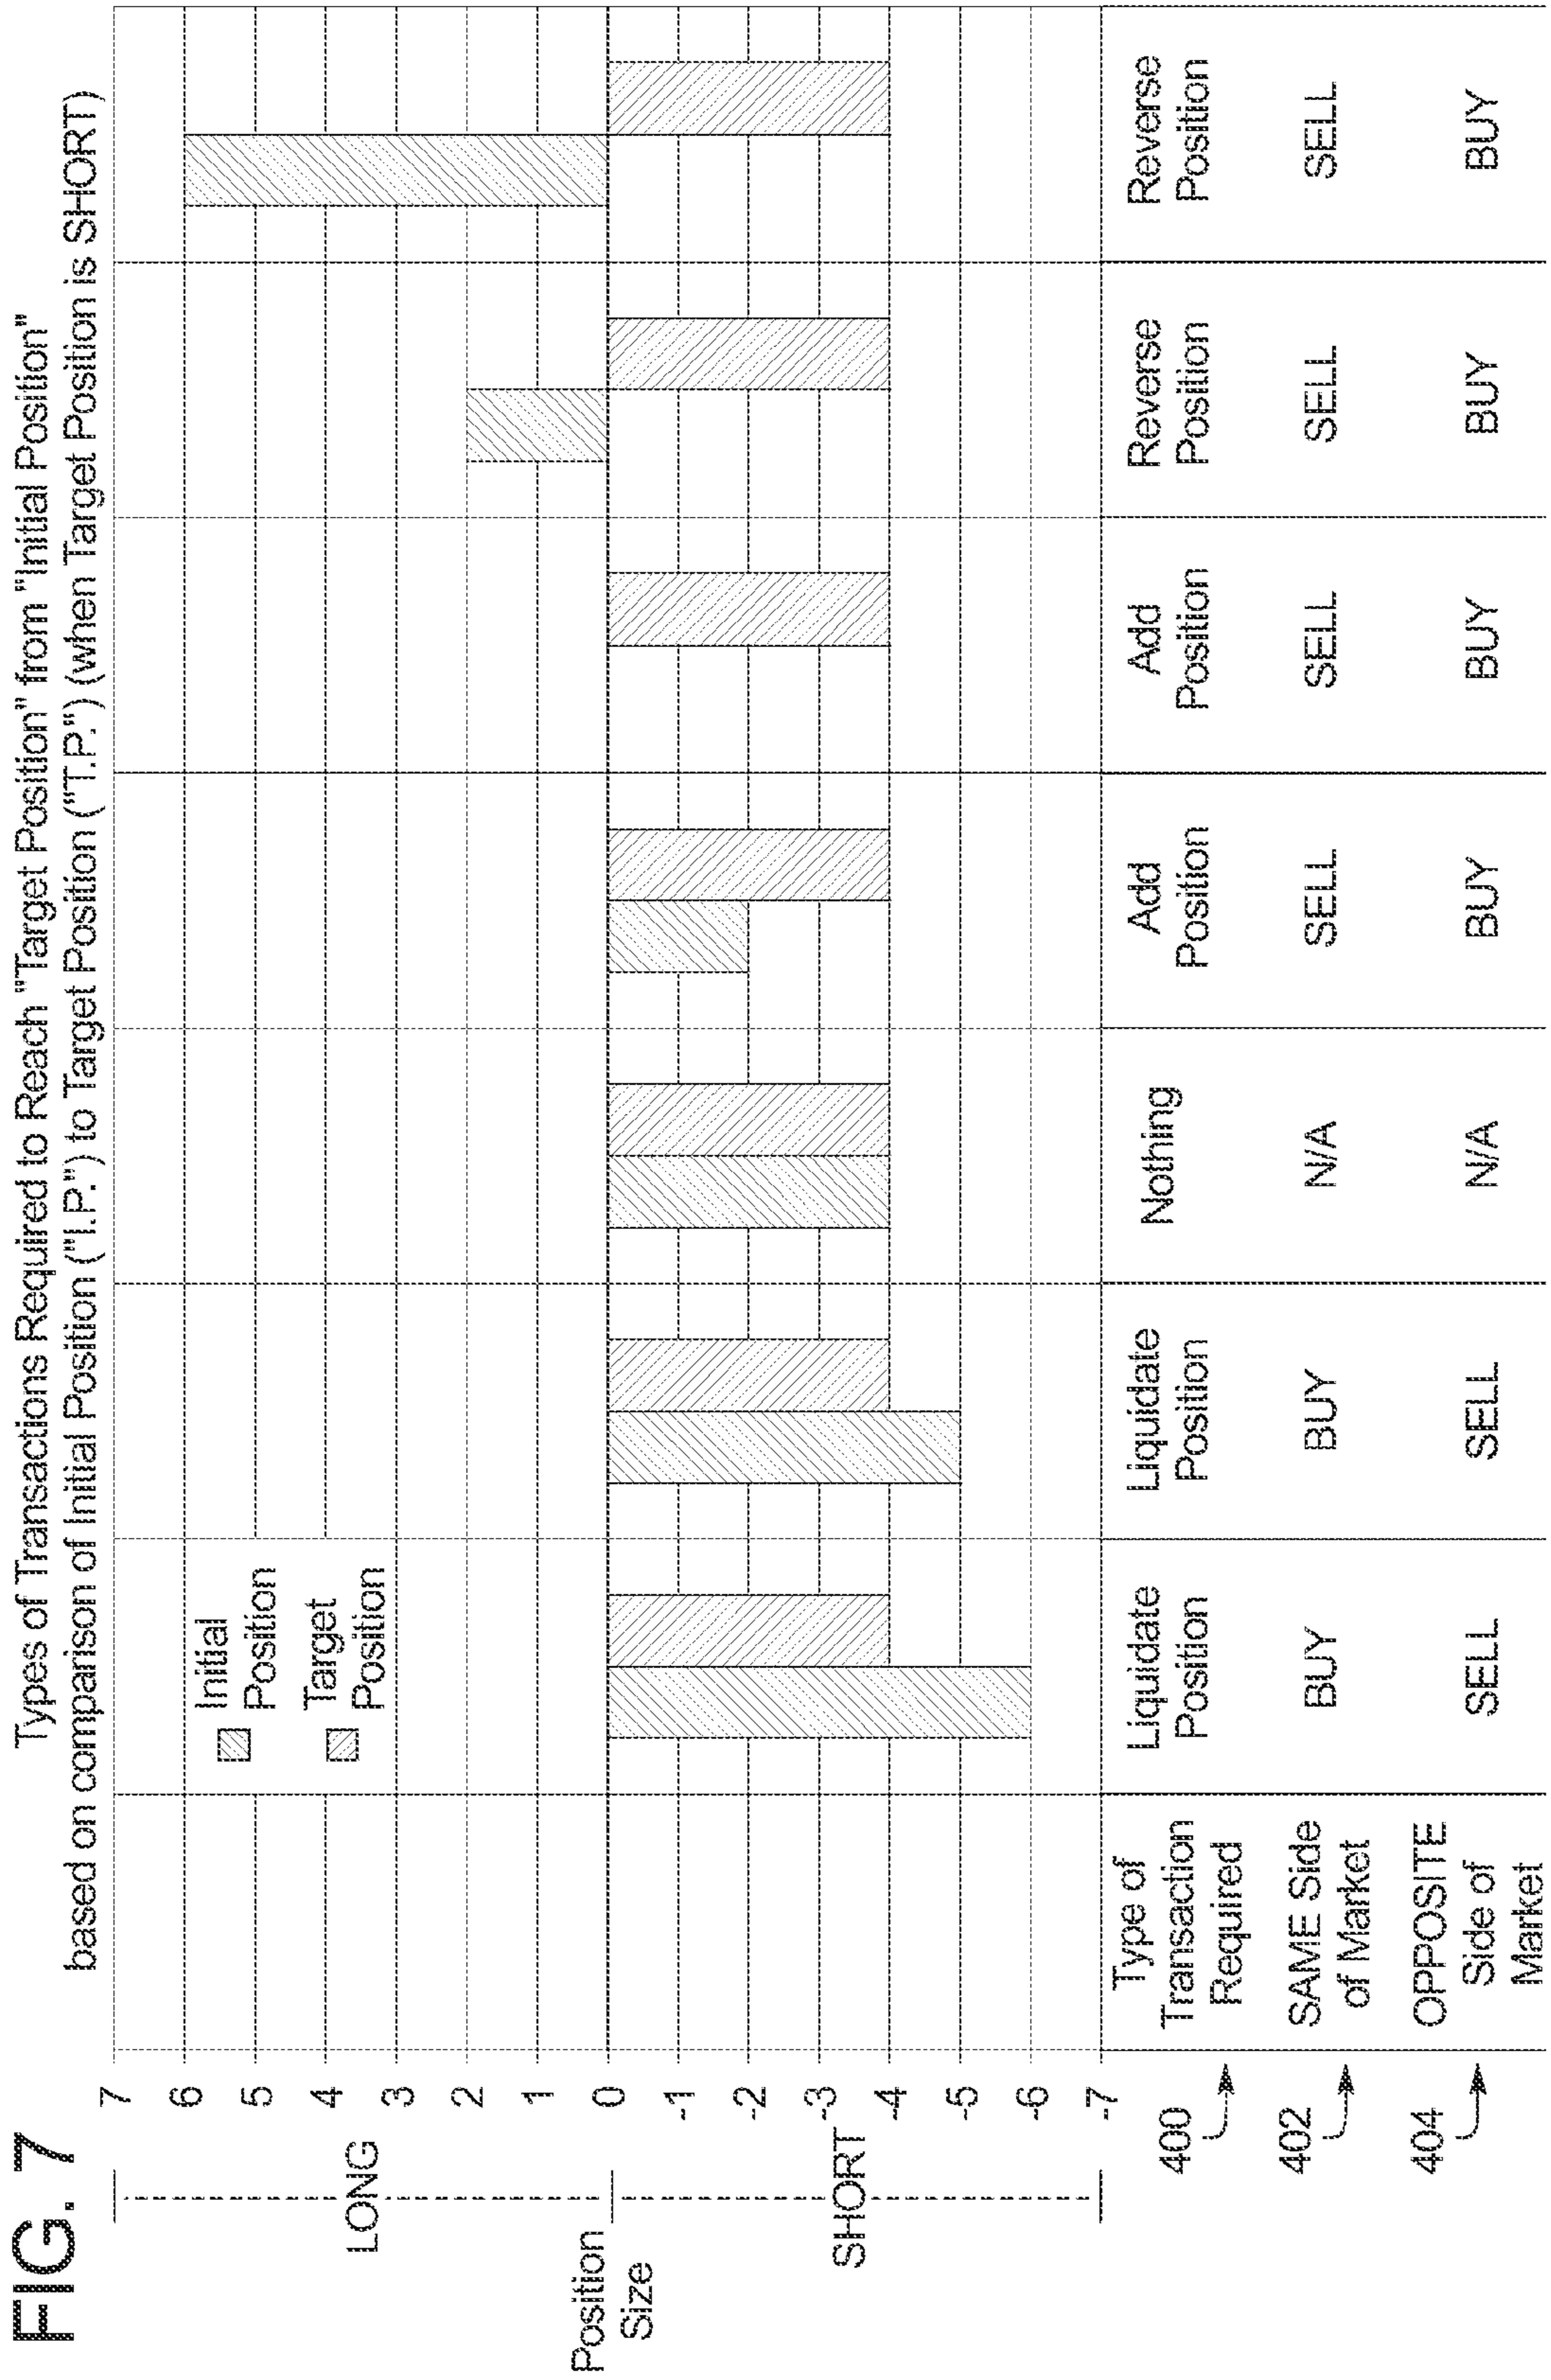 FIG. 7
Types of Transactions Required to Reach "Target Position" from "Initial Position"
based on comparison of Initial Position ("I.P.") to Target Position ("T.P.") (when Target Position is SHORT)
Position
Size
LONG
SHORT
7
6
5
4
3
2
1
0
-1
-2
-3
-4
-5
-6
-7
Initial
Position
Target
Position
400
Type of
Transaction
Required
Liquidate
Position
Liquidate
Position
Nothing
Add
Position
Add
Position
Reverse
Position
Reverse
Position
402
SAME Side
of Market
BUY
BUY
N/A
SELL
SELL
SELL
SELL
404
OPPOSITE
Side of
Market
SELL
SELL
N/A
BUY
BUY
BUY
BUY